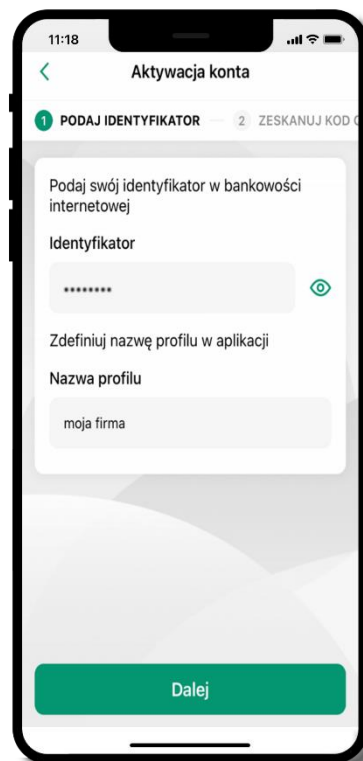 11:18
Aktywacja konta
1 PODAJ IDENTYFIKATOR 2 ZESKANUJ KOD
Podaj swój identyfikator w bankowości
internetowej
Identyfikator
********
Zdefiniuj nazwę profilu w aplikacji
Nazwa profilu
moja firma
Dalej